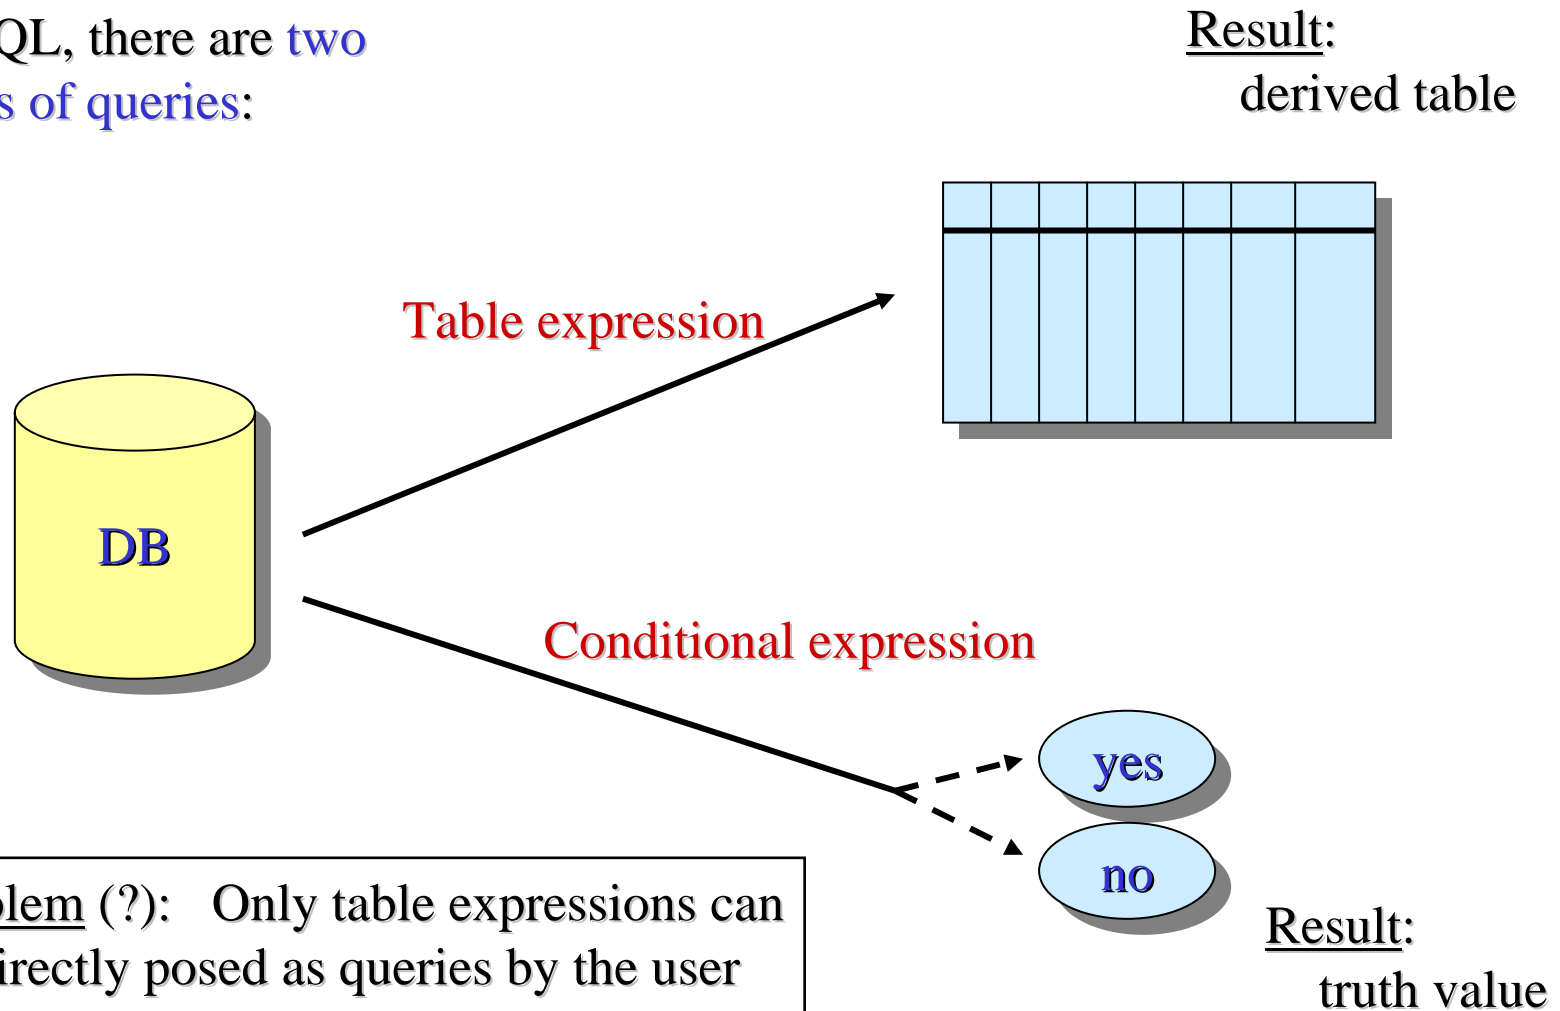 QL, there are two
s of queries:
Result:
derived table
Table expression
DB
Conditional expression
yes
no
lem (?): Only table expressions can
irectly posed as queries by the user
Result:
truth value